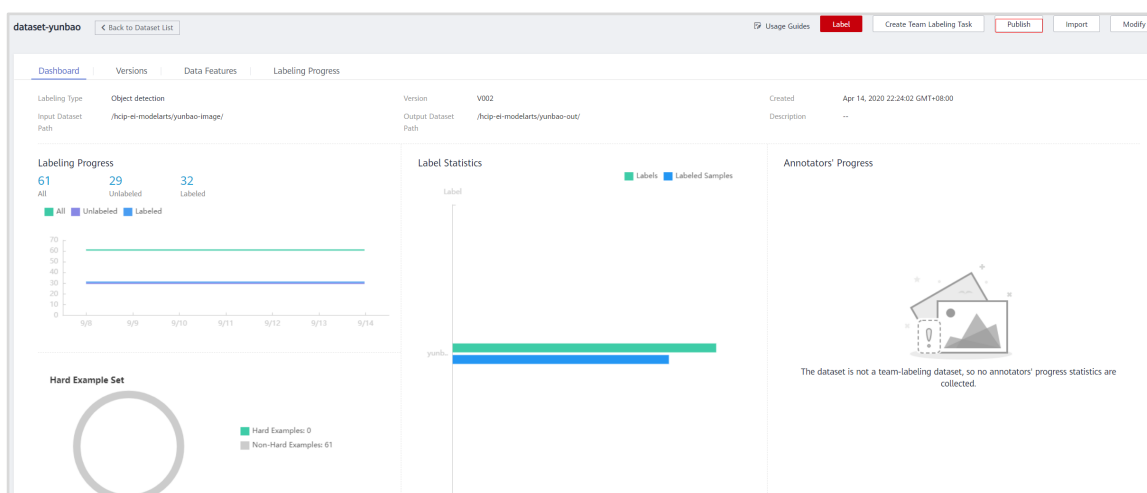 dataset-yunbao
< Back to Dataset List
Usage Guides
Label
Create Team Labeling Task
Publish
Import
Modify
Dashboard
Versions
Data Features
Labeling Progress
Labeling Type Object detection
Version V002
Created Apr 14, 2020 22:24:02 GMT+08:00
Input Dataset Path /hcip-ei-modelarts/yunbao-image/
Output Dataset Path /hcip-ei-modelarts/yunbao-out/
Description --
Labeling Progress
61 29 32
All Unlabeled Labeled
All Unlabeled Labeled
70
60
50
40
30
20
10
0
9/8 9/9 9/10 9/11 9/12 9/13 9/14
Hard Example Set
Hard Examples: 0
Non-Hard Examples: 61
Label Statistics
Labels Labeled Samples
Label
yunb..
Annotators' Progress
The dataset is not a team-labeling dataset, so no annotators' progress statistics are
collected.